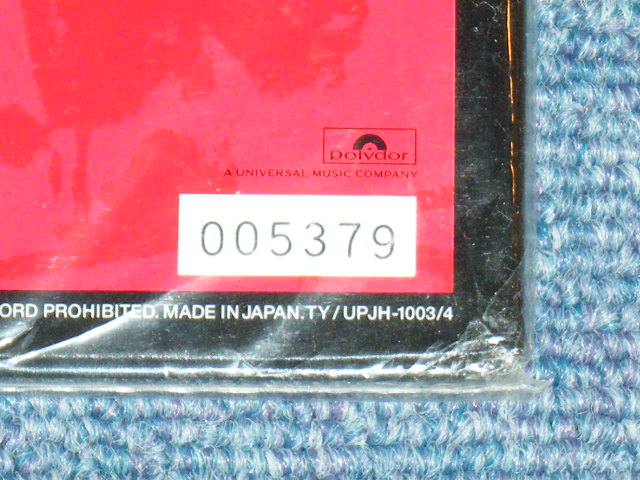 polydor
A UNIVERSAL MUSIC COMPANY
005379
ORD PROHIBITED. MADE IN JAPAN.TY/UPJH-1003/4